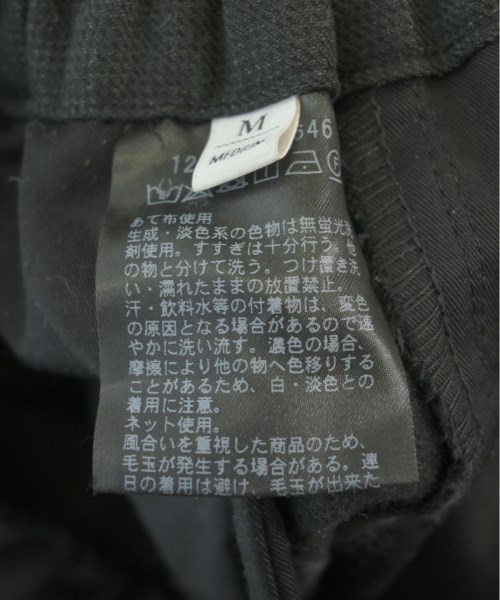 M
MEDIUM
12
546
あて布使用
生成・淡色系の色物は無蛍光洗
剤使用。すすぎは十分行う。他
の物と分けて洗う。つけ置き洗
い・濡れたままの放置禁止。
汗・飲料水等の付着物は、変色
の原因となる場合があるので速
やかに洗い流す。濃色の場合、
摩擦により他の物へ色移りする
ことがあるため、白・淡色との
着用に注意。
ネット使用。
風合いを重視した商品のため、
毛玉が発生する場合がある。連
日の着用は避け、毛玉が出来た